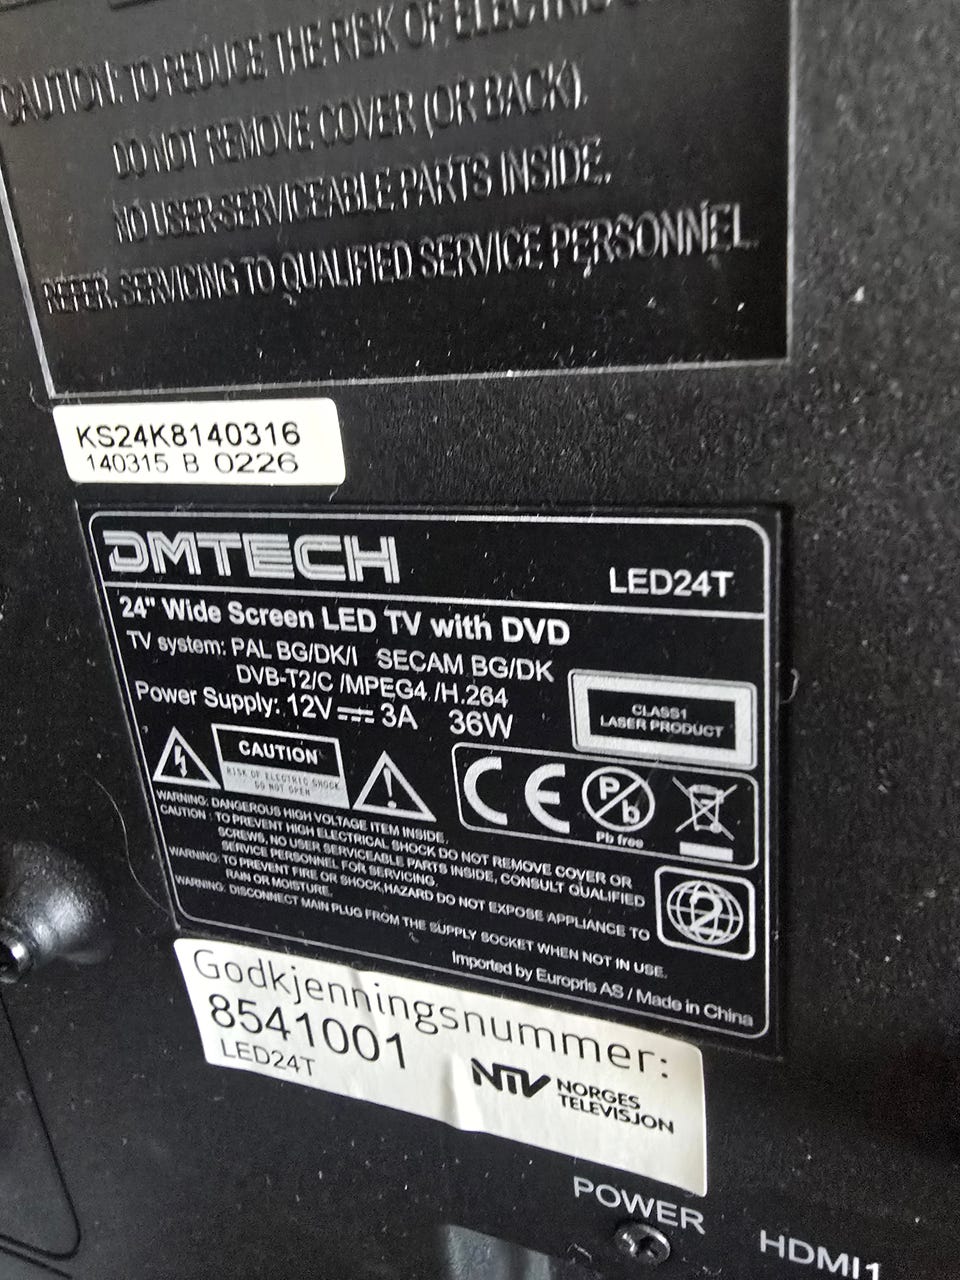 CAUTION: TO REDUCE THE RISK OF ELECTRIC
DO NOT REMOVE COVER (OR BACK).
NO USER-SERVICEABLE PARTS INSIDE.
REFER. SERVICING TO QUALIFIED SERVICE PERSONNEL.
KS24K8140316
140315 B 0226
DMTECH LED24T
24" Wide Screen LED TV with DVD
TV system: PAL BG/DK/I SECAM BG/DK
DVB-T2/C /MPEG4 /H.264
Power Supply: 12V 3A 36W
CLASS1
LASER PRODUCT
CAUTION
RISK OF ELECTRIC SHOCK
DO NOT OPEN
CE Pb
Pb free
WARNING: DANGEROUS HIGH VOLTAGE ITEM INSIDE.
CAUTION : TO PREVENT HIGH ELECTRICAL SHOCK DO NOT REMOVE COVER OR
SCREWS, NO USER SERVICEABLE PARTS INSIDE, CONSULT QUALIFIED
SERVICE PERSONNEL FOR SERVICING.
WARNING: TO PREVENT FIRE OR SHOCK,HAZARD DO NOT EXPOSE APPLIANCE TO
RAIN OR MOISTURE.
WARNING: DISCONNECT MAIN PLUG FROM THE SUPPLY SOCKET WHEN NOT IN USE.
2
Imported by Europris AS / Made in China
Godkjenningsnummer:
8541001
LED24T
NTV NORGES
TELEVISJON
POWER
HDMI1